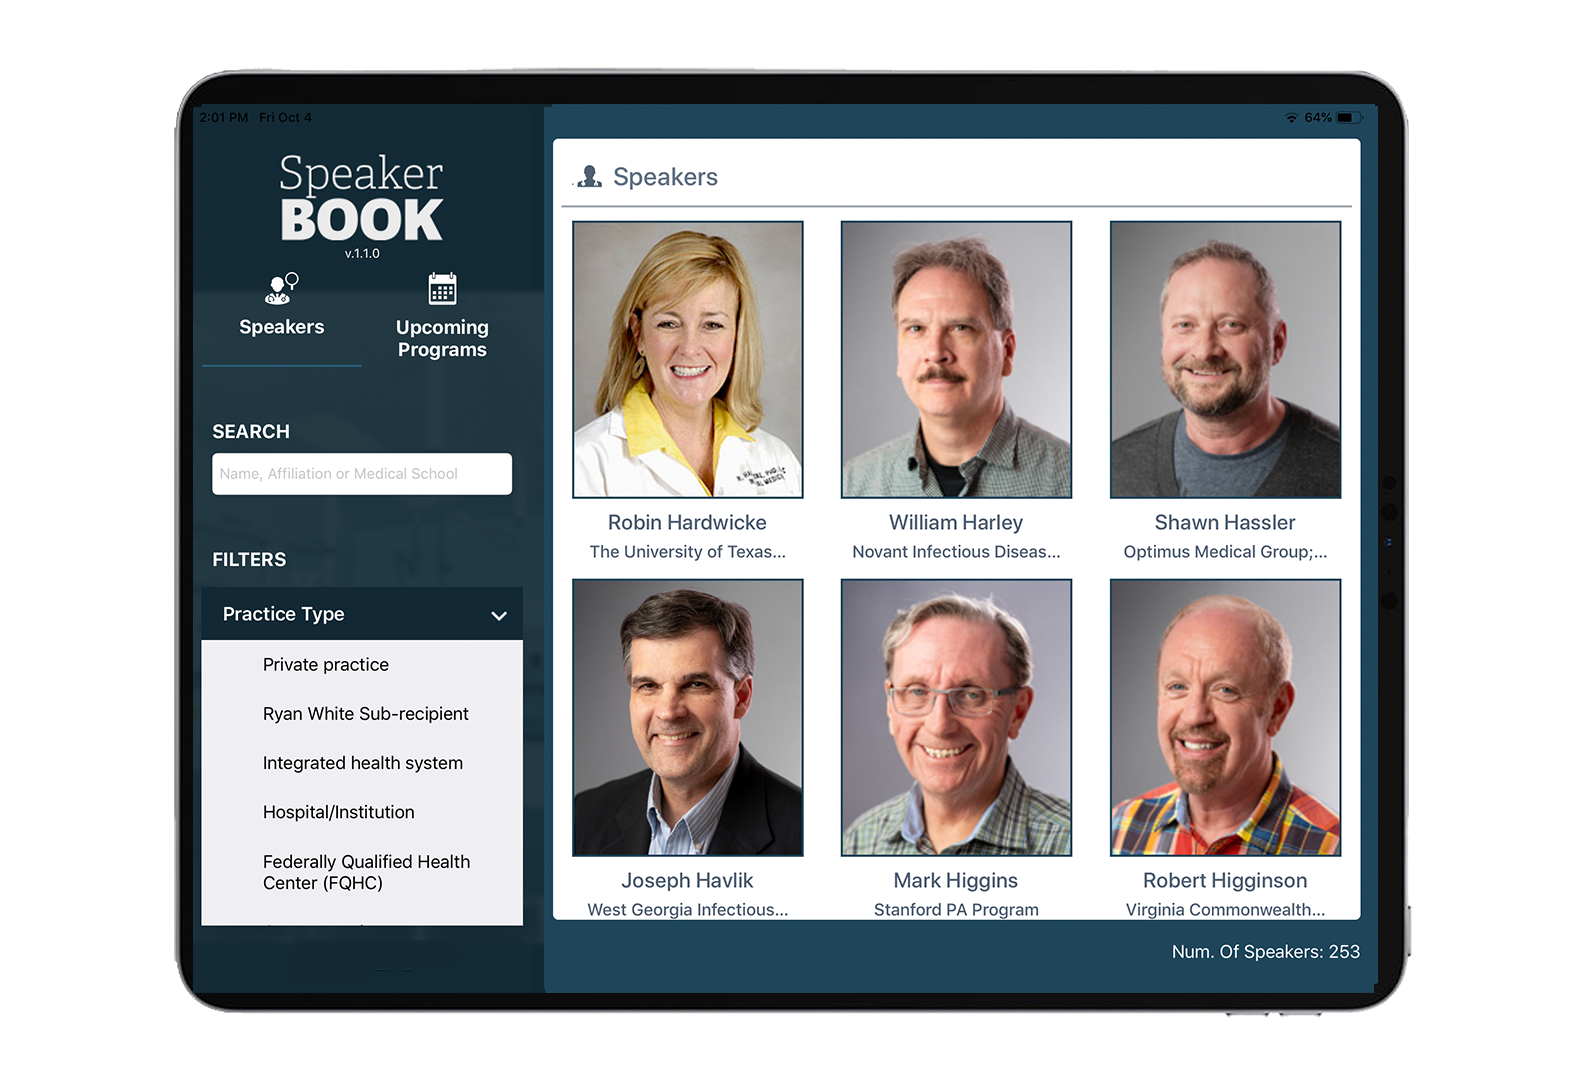 2:01 PM Fri Oct 4
64%
Speaker
BOOK
v.1.1.0
Speakers
Upcoming
Programs
SEARCH
Name, Affiliation or Medical School
FILTERS
Practice Type
Private practice
Ryan White Sub-recipient
Integrated health system
Hospital/Institution
Federally Qualified Health
Center (FQHC)
Speakers
Robin Hardwicke
The University of Texas...
William Harley
Novant Infectious Diseas...
Shawn Hassler
Optimus Medical Group;...
Joseph Havlik
West Georgia Infectious...
Mark Higgins
Stanford PA Program
Robert Higginson
Virginia Commonwealth...
Num. Of Speakers: 253